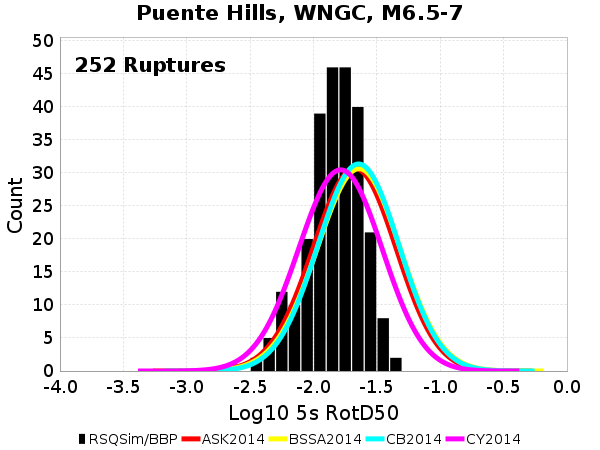 Puente Hills, WNGC, M6.5-7
252 Ruptures
50
45
40
35
30
25
20
15
10
5
0
Count
-4.0 -3.5 -3.0 -2.5 -2.0 -1.5 -1.0 -0.5 0.0
Log10 5s RotD50
RSQSim/BBP ASK2014 BSSA2014 CB2014 CY2014